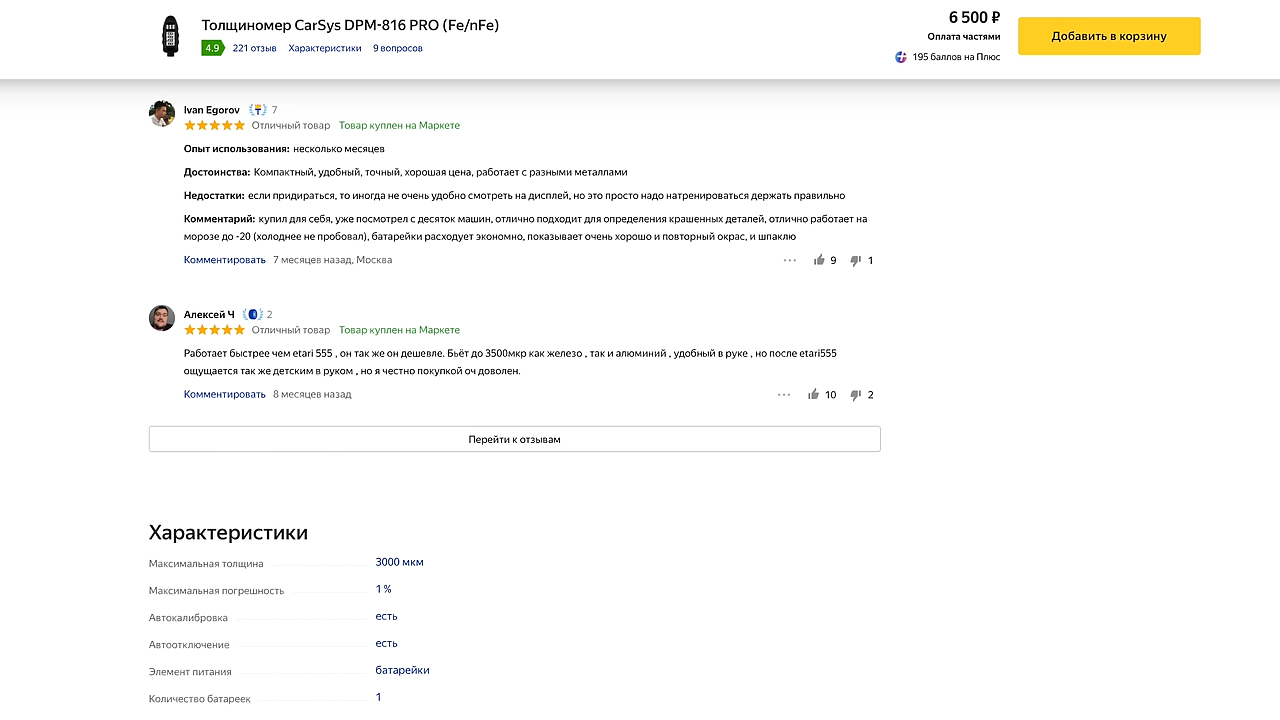 Толщиномер CarSys DPM-816 PRO (Fe/nFe)
4.9 221 отзыв Характеристики 9 вопросов
6 500 ₽
Оплата частями
195 баллов на Плюс
Добавить в корзину
Ivan Egorov 7
Отличный товар Товар куплен на Маркете
Опыт использования: несколько месяцев
Достоинства: Компактный, удобный, точный, хорошая цена, работает с разными металлами
Недостатки: если придираться, то иногда не очень удобно смотреть на дисплей, но это просто надо натренироваться держать правильно
Комментарий: купил для себя, уже посмотрел с десяток машин, отлично подходит для определения крашенных деталей, отлично работает на
морозе до -20 (холоднее не пробовал), батарейки расходует экономно, показывает очень хорошо и повторный окрас, и шпаклю
Комментировать 7 месяцев назад, Москва 9 1
Алексей Ч 2
Отличный товар Товар куплен на Маркете
Работает быстрее чем etari 555 , он так же он дешевле. Бьёт до 3500мкр как железо , так и алюминий , удобный в руке , но после etari555
ощущается так же детским в руком , но я честно покупкой оч доволен.
Комментировать 8 месяцев назад 10 2
Перейти к отзывам
Характеристики
Максимальная толщина 3000 мкм
Максимальная погрешность 1 %
Автокалибровка есть
Автоотключение есть
Элемент питания батарейки
Количество батареек 1